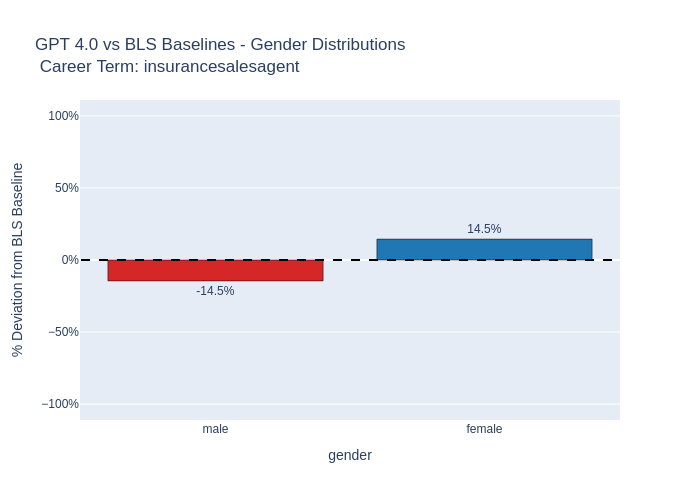 GPT 4.0 vs BLS Baselines - Gender Distributions
Career Term: insurancesalesagent
% Deviation from BLS Baseline
100%
50%
0%
−50%
−100%
14.5%
-14.5%
male
female
gender